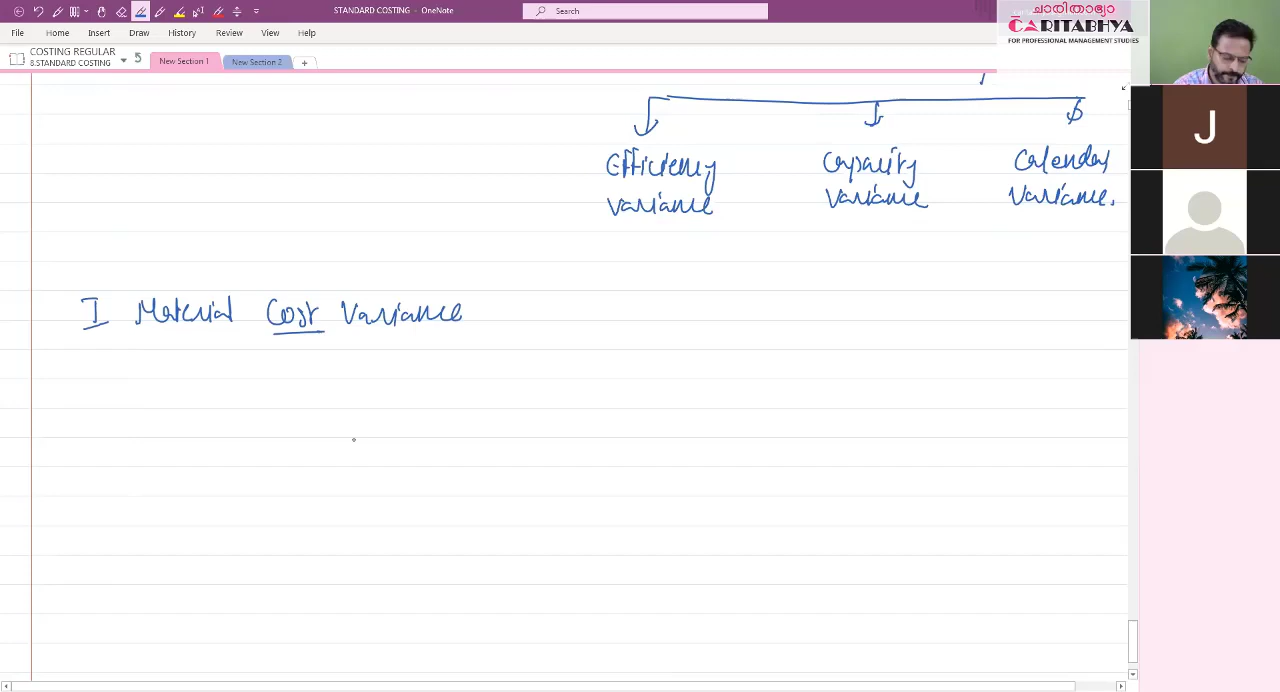 STANDARD COSTING - OneNote
Search
File Home Insert Draw History Review View Help
COSTING REGULAR
8.STANDARD COSTING
New Section 1
New Section 2
+
ചാരിതാഭ്യാ
CARITABHYA
FOR PROFESSIONAL MANAGEMENT STUDIES
J
Efficiency Capacity Calendar
Variance Variance Variance.
I Material Cost Variance